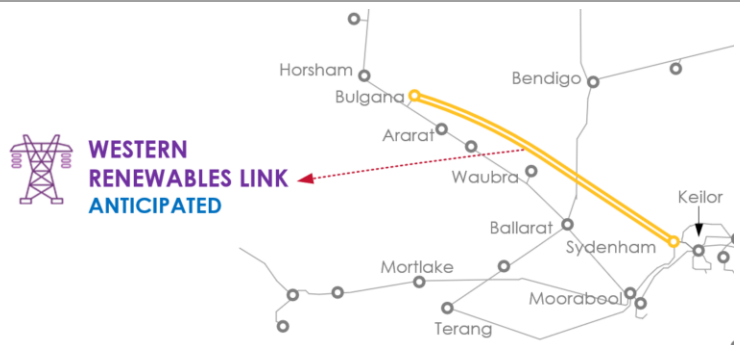 Horsham
Bendigo
Bulgana
Ararat
WESTERN
RENEWABLES LINK
ANTICIPATED
Waubra
Keilor
Ballarat
Sydenham
Mortlake
Moorabool
Terang